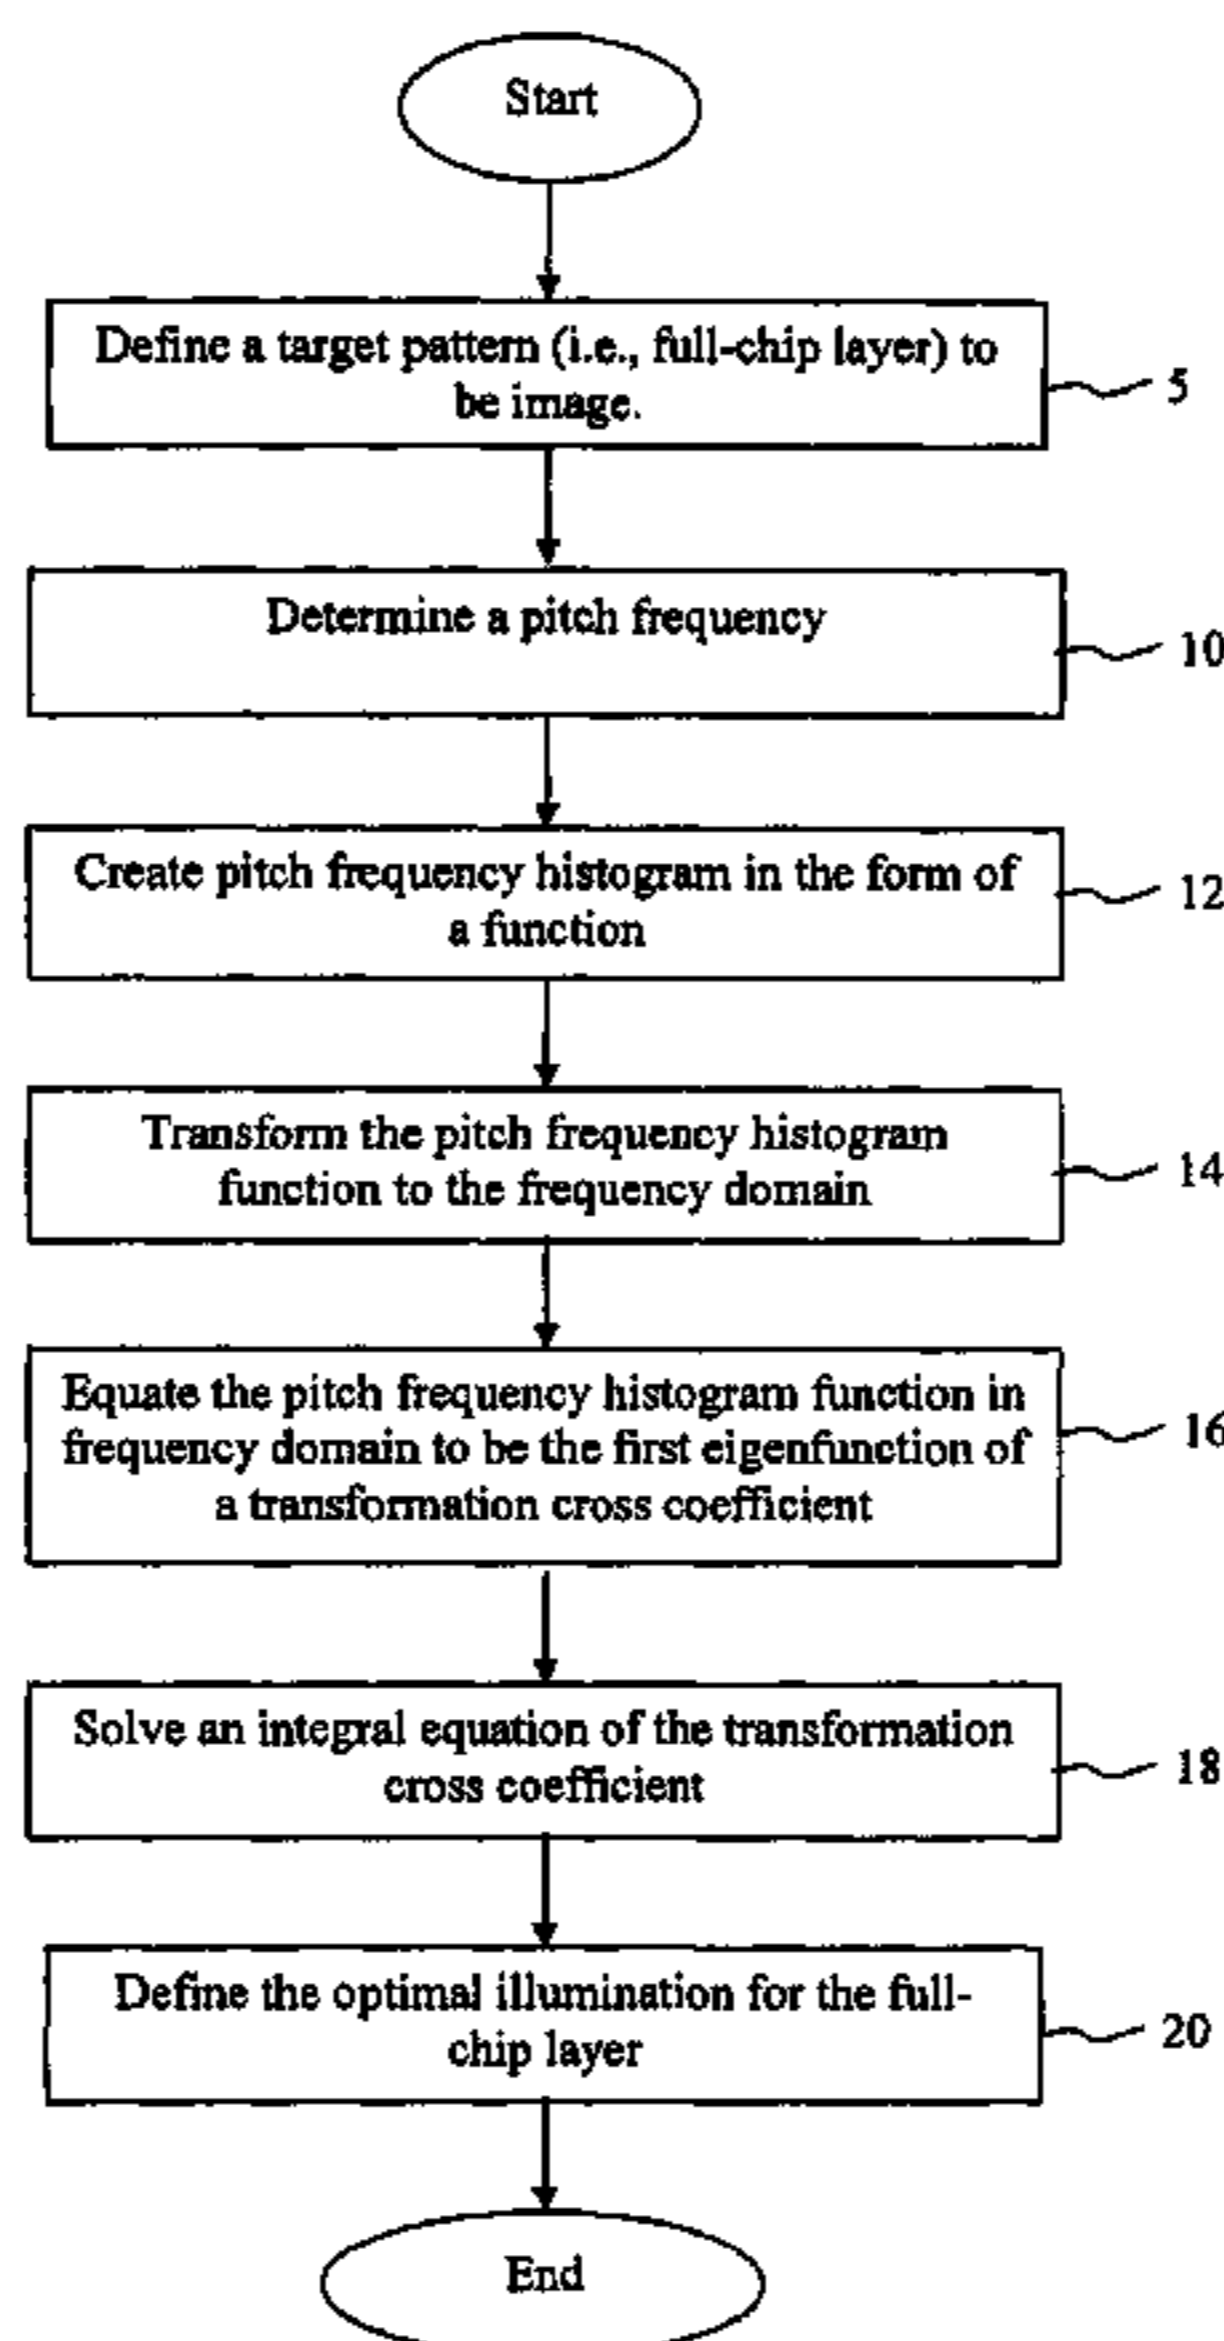 Start
Define a target pattern (i.e., full-chip layer) to
be image.
5
Determine a pitch frequency
10
Create pitch frequency histogram in the form of
a function
12
Transform the pitch frequency histogram
function to the frequency domain
14
Equate the pitch frequency histogram function in
frequency domain to be the first eigenfunction of
a transformation cross coefficient
16
Solve an integral equation of the transformation
cross coefficient
18
Define the optimal illumination for the full-
chip layer
20
End